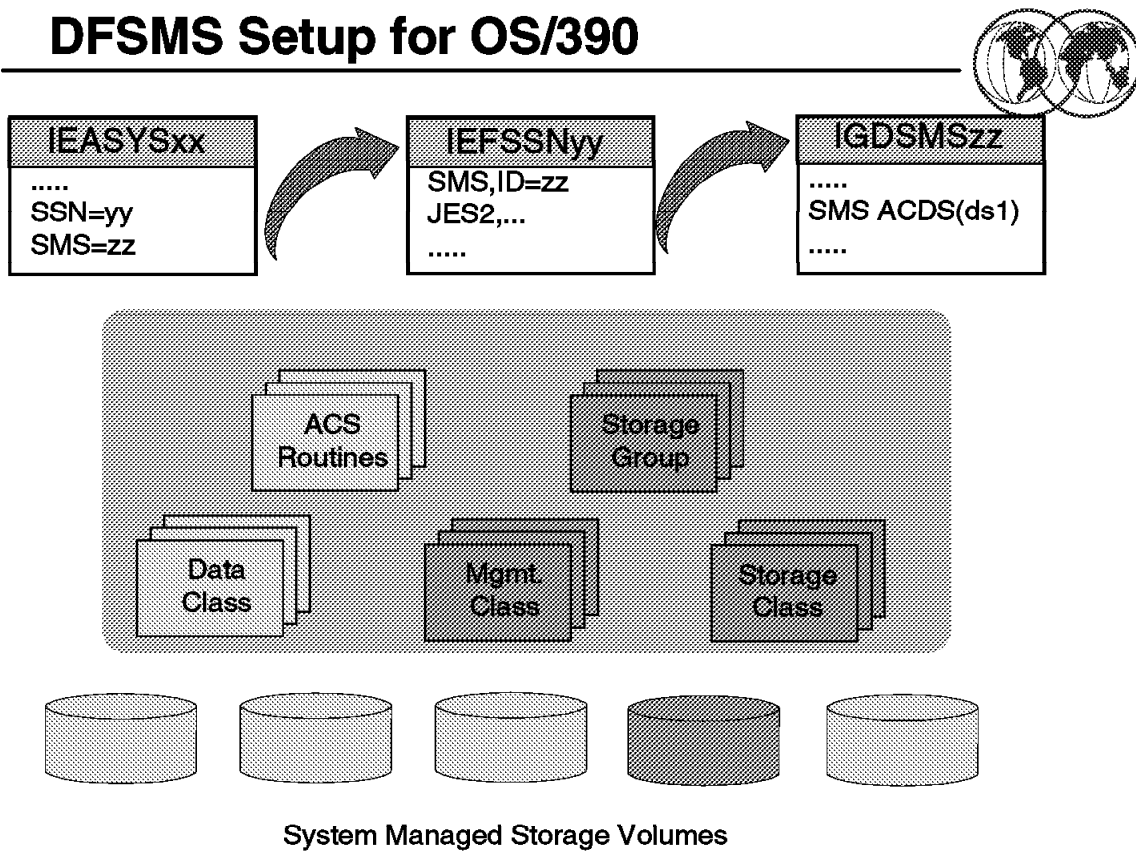 DFSMS Setup for OS/390
IEASYSxx
.....
SSN=yy
SMS=zz
IEFSSNyy
SMS,ID=zz
JES2,...
.....
IGDSMSzz
.....
SMS ACDS(ds1)
.....
ACS
Routines
Storage
Group
Data
Class
Mgmt.
Class
Storage
Class
System Managed Storage Volumes